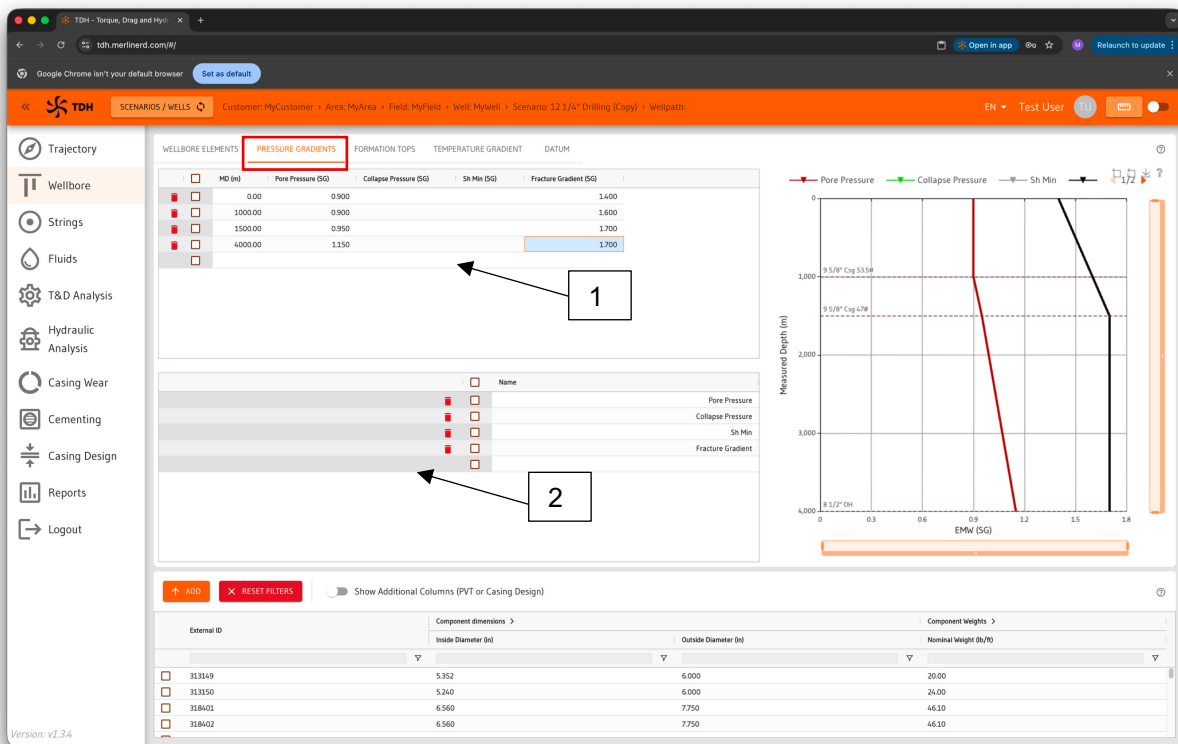 TDH - Torque, Drag and Hydr
tdh.merlinerd.com/#/
Open in app
M
Relaunch to update
Google Chrome isn't your default browser
Set as default
TDH
SCENARIOS / WELLS
Customer: MyCustomer › Area: MyArea › Field: MyField › Well: MyWell › Scenario: 12 1/4" Drilling (Copy) › Wellpath:
EN
Test User
TU
Trajectory
Wellbore
Strings
Fluids
T&D Analysis
Hydraulic
Analysis
Casing Wear
Cementing
Casing Design
Reports
Logout
Version: v1.3.4
WELLBORE ELEMENTS PRESSURE GRADIENTS FORMATION TOPS TEMPERATURE GRADIENT DATUM
MD (m) Pore Pressure (SG) Collapse Pressure (SG) Sh Min (SG) Fracture Gradient (SG)
0.00 0.900 1.400
1000.00 0.900 1.600
1500.00 0.950 1.700
4000.00 1.150 1.700
1
Name
Pore Pressure
Collapse Pressure
Sh Min
Fracture Gradient
2
Pore Pressure Collapse Pressure Sh Min 1/2
?
0
9 5/8" Csg 53.5#
1,000
9 5/8" Csg 47#
Measured Depth (m)
2,000
3,000
8 1/2" OH
4,000
0 0.3 0.6 0.9 1.2 1.5 1.8
EMW (SG)
ADD
RESET FILTERS
Show Additional Columns (PVT or Casing Design)
External ID Component dimensions > Component Weights >
Inside Diameter (in) Outside Diameter (in) Nominal Weight (lb/ft)
313149 5.352 6.000 20.00
313150 5.240 6.000 24.00
318401 6.560 7.750 46.10
318402 6.560 7.750 46.10